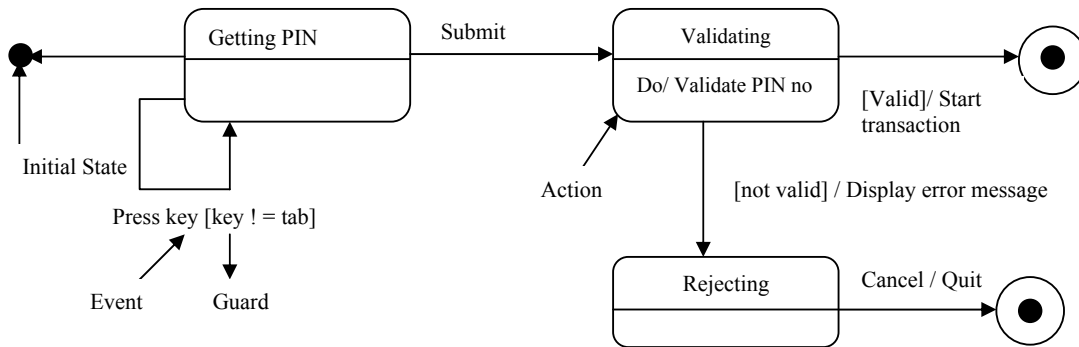 Getting PIN
Submit
Validating
Do/ Validate PIN no
[Valid]/ Start
transaction
Initial State
Action
[not valid] / Display error message
Press key [key ! = tab]
Event
Guard
Rejecting
Cancel / Quit